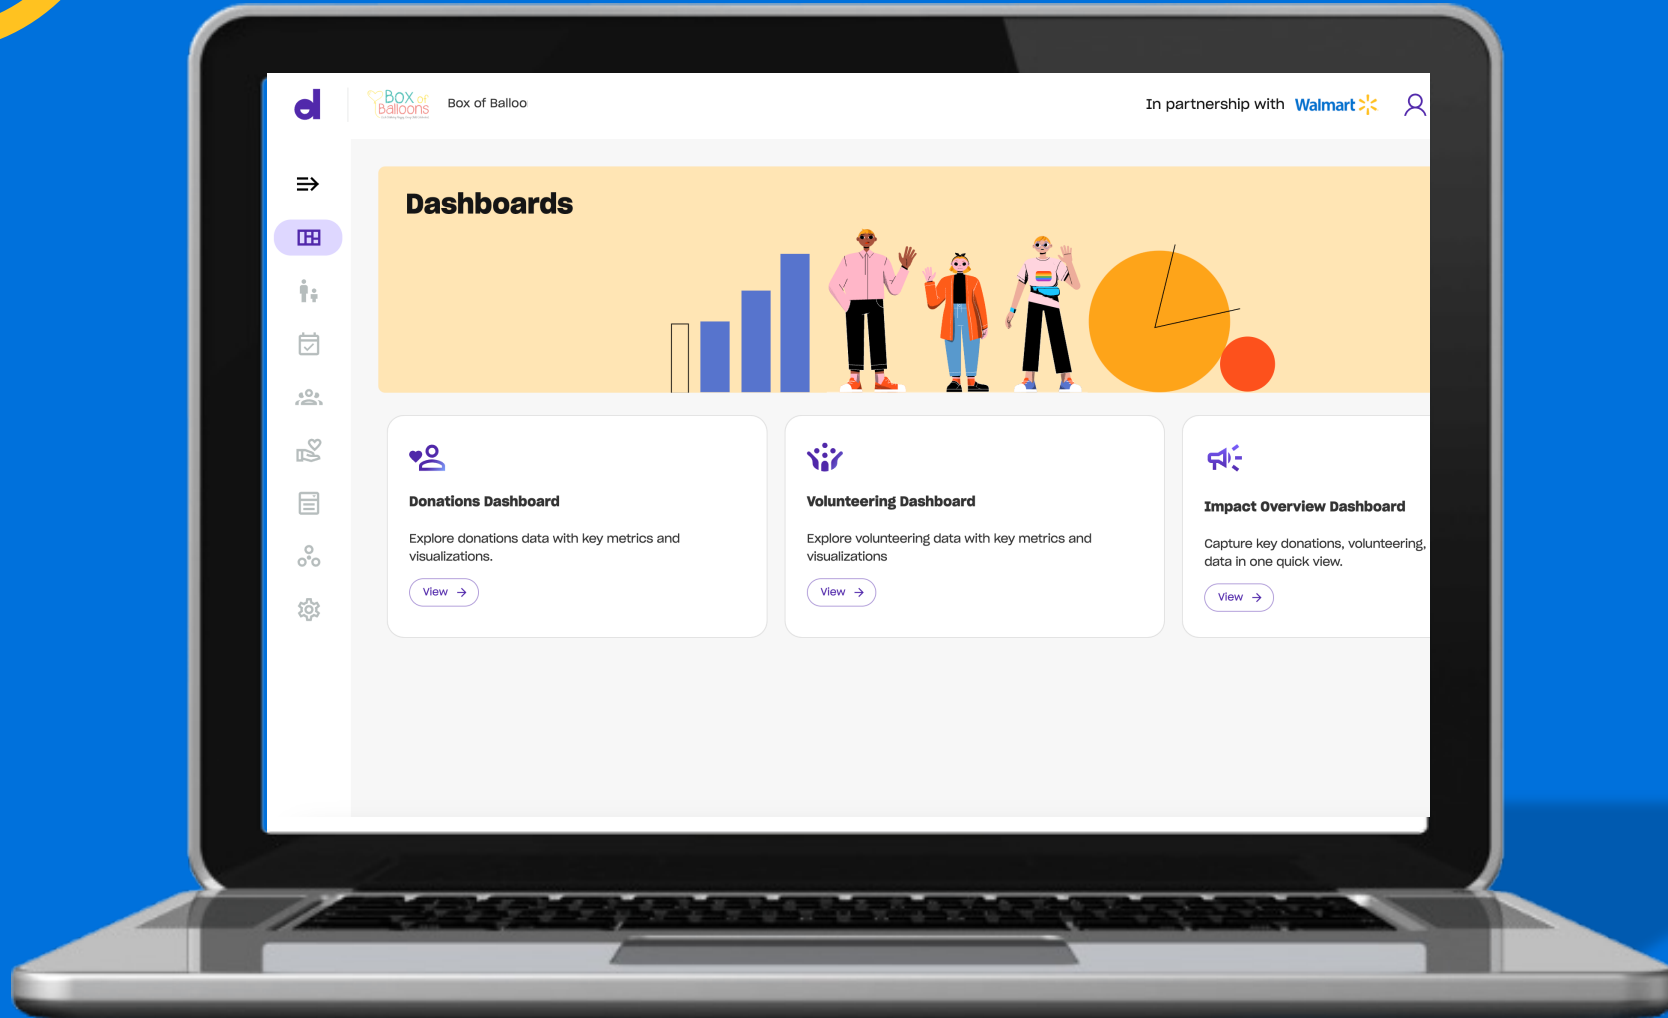 d
BOX of
Balloons
Box of Balloo
In partnership with Walmart
Dashboards
Donations Dashboard
Explore donations data with key metrics and
visualizations.
View →
Volunteering Dashboard
Explore volunteering data with key metrics and
visualizations
View →
Impact Overview Dashboard
Capture key donations, volunteering,
data in one quick view.
View →